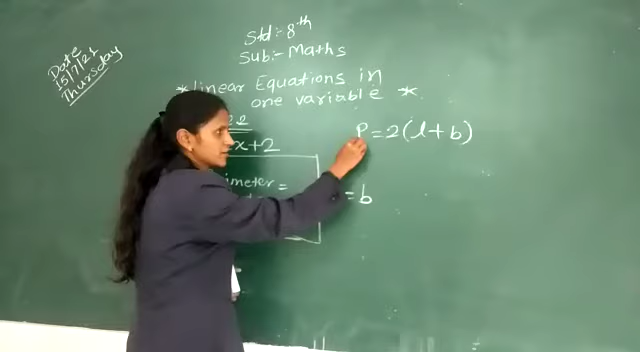 Date
15/7/21
Thursday
Std:- 8th
Sub:- Maths
* Linear Equations in
one variable *
x+2
P = 2(l+b)
= b